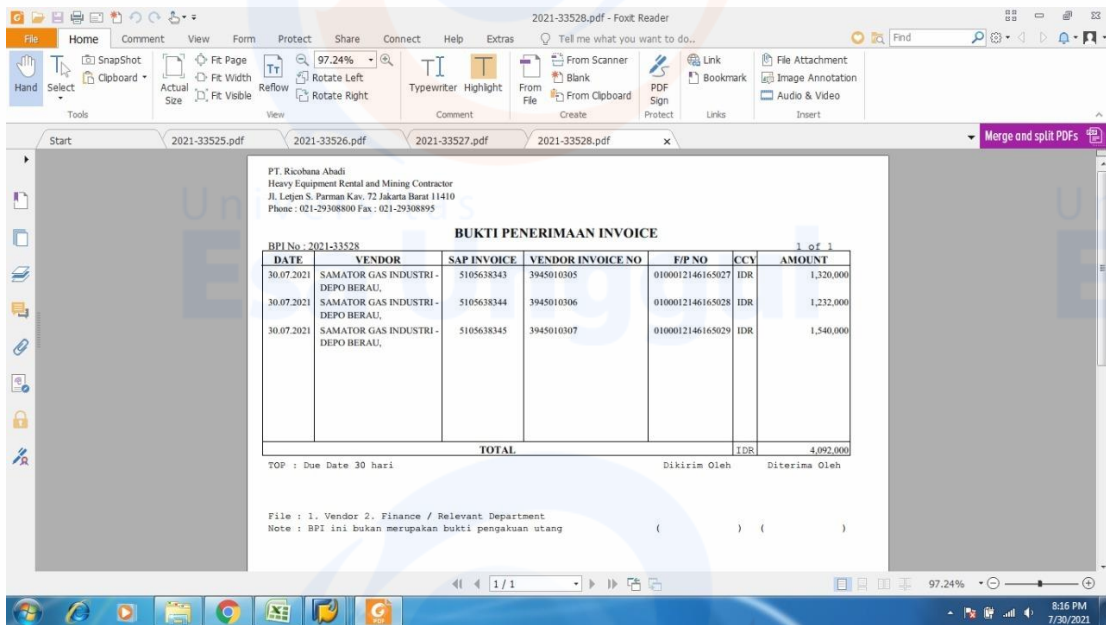 2021-33528.pdf - Foxit Reader
File Home Comment View Form Protect Share Connect Help Extras Tell me what you want to do.. Find
Hand
Select
SnapShot
Clipboard
Tools
Actual Size
Fit Page
Fit Width
Fit Visible
Reflow
97.24%
Rotate Left
Rotate Right
View
Typewriter Highlight
Comment
From File
From Scanner
Blank
From Clipboard
Create
PDF Sign
Protect
Link
Bookmark
Links
File Attachment
Image Annotation
Audio & Video
Insert
Start 2021-33525.pdf 2021-33526.pdf 2021-33527.pdf 2021-33528.pdf x Merge and split PDFs
Universitas
Esa Unggul
PT. Ricobana Abadi
Heavy Equipment Rental and Mining Contractor
Jl. Letjen S. Parman Kav. 72 Jakarta Barat 11410
Phone : 021-29308800 Fax : 021-29308895
BUKTI PENERIMAAN INVOICE
BPI No : 2021-33528 1 of 1
DATE VENDOR SAP INVOICE VENDOR INVOICE NO F/P NO CCY AMOUNT
30.07.2021 SAMATOR GAS INDUSTRI - 5105638343 3945010305 0100012146165027 IDR 1,320,000
DEPO BERAU,
30.07.2021 SAMATOR GAS INDUSTRI - 5105638344 3945010306 0100012146165028 IDR 1,232,000
DEPO BERAU,
30.07.2021 SAMATOR GAS INDUSTRI - 5105638345 3945010307 0100012146165029 IDR 1,540,000
DEPO BERAU,
TOTAL IDR 4,092,000
TOP : Due Date 30 hari Dikirim Oleh Diterima Oleh
File : 1. Vendor 2. Finance / Relevant Department
Note : BPI ini bukan merupakan bukti pengakuan utang ( ) ( )
1 / 1 97.24%
8:16 PM
7/30/2021